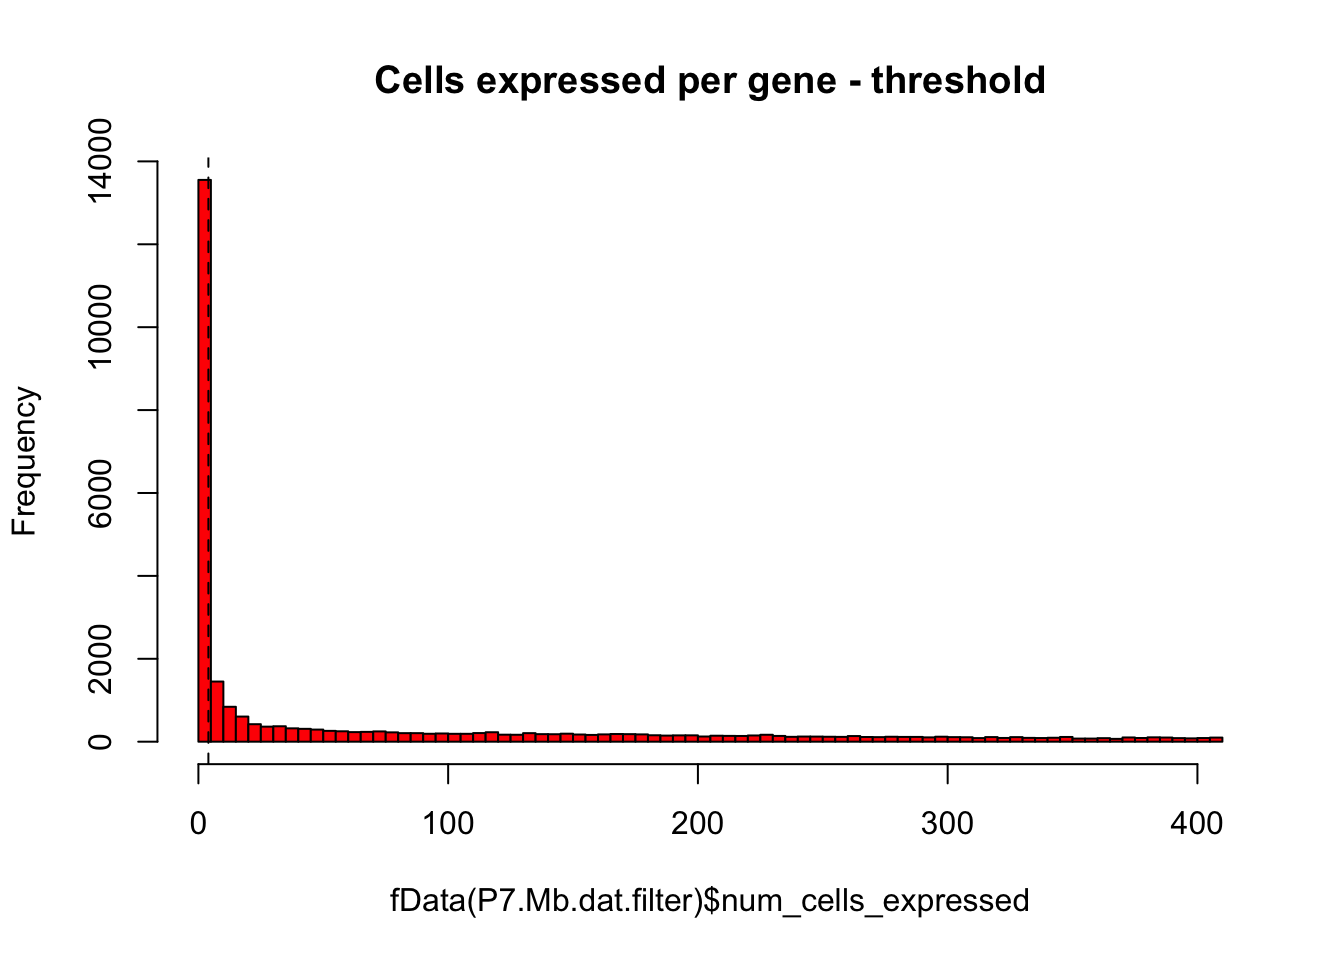 Cells expressed per gene - threshold
14000
10000
6000
2000
0
Frequency
0 100 200 300 400
fData(P7.Mb.dat.filter)$num_cells_expressed